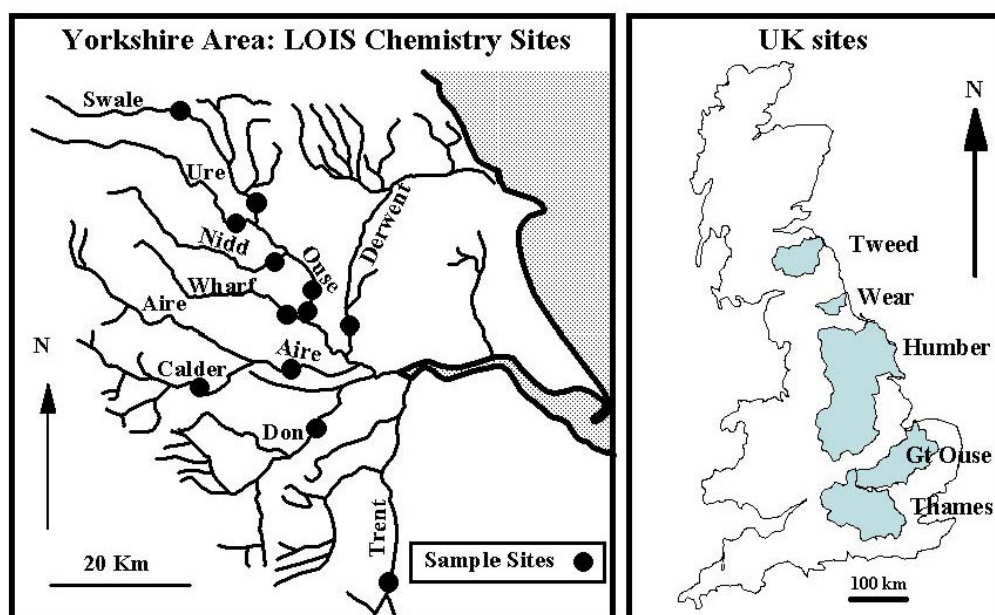 Yorkshire Area: LOIS Chemistry Sites
Swale
Ure
Nidd
Ouse
Derwent
Wharf
Aire
Aire
N
Calder
Don
Trent
20 Km
Sample Sites
UK sites
N
Tweed
Wear
Humber
Gt Ouse
Thames
100 km